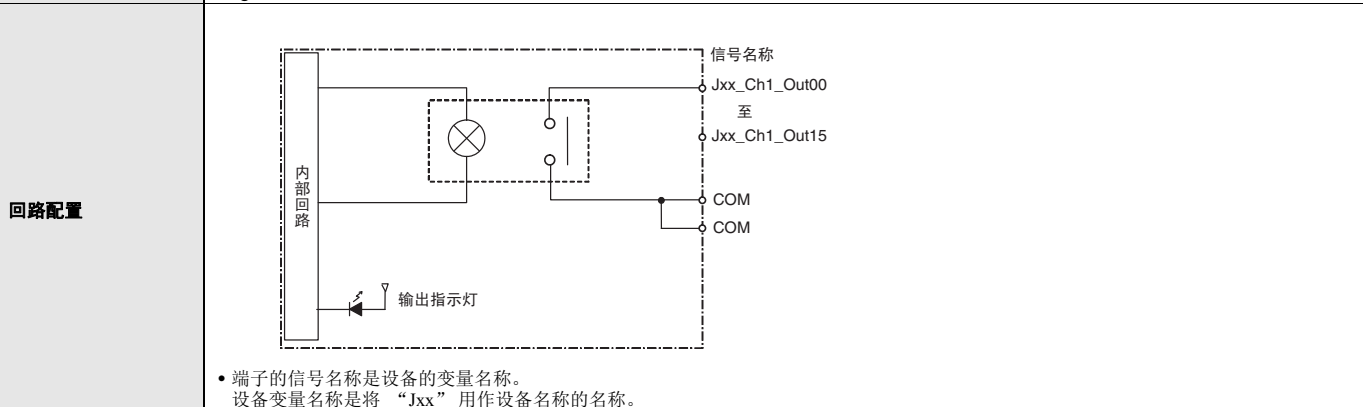 回路配置
信号名称
Jxx_Ch1_Out00
至
Jxx_Ch1_Out15
内部回路
COM
COM
输出指示灯
• 端子的信号名称是设备的变量名称。
设备变量名称是将 “Jxx” 用作设备名称的名称。